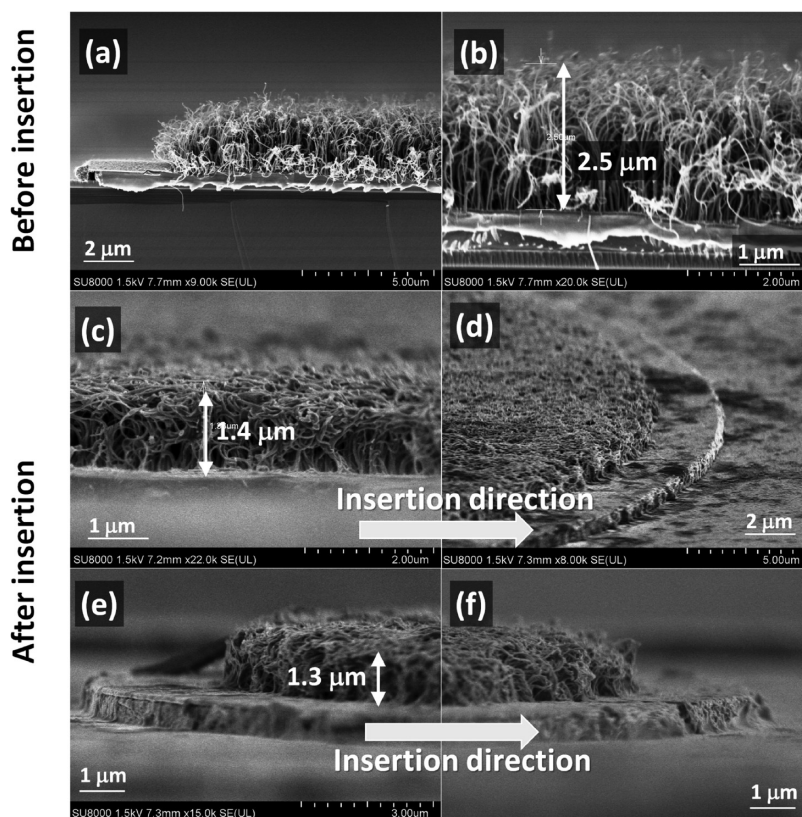 Before insertion
(a)
2 μm
SU8000 1.5kV 7.7mm x9.00k SE(UL) 5.00um
(b)
2.5 μm
1 μm
SU8000 1.5kV 7.7mm x20.0k SE(UL) 2.00um
After insertion
(c)
1.4 μm
1 μm
SU8000 1.5kV 7.2mm x22.0k SE(UL) 2.00um
(d)
Insertion direction
2 μm
SU8000 1.5kV 7.3mm x8.00k SE(UL) 5.00um
(e)
1.3 μm
1 μm
SU8000 1.5kV 7.3mm x15.0k SE(UL) 3.00um
(f)
Insertion direction
1 μm